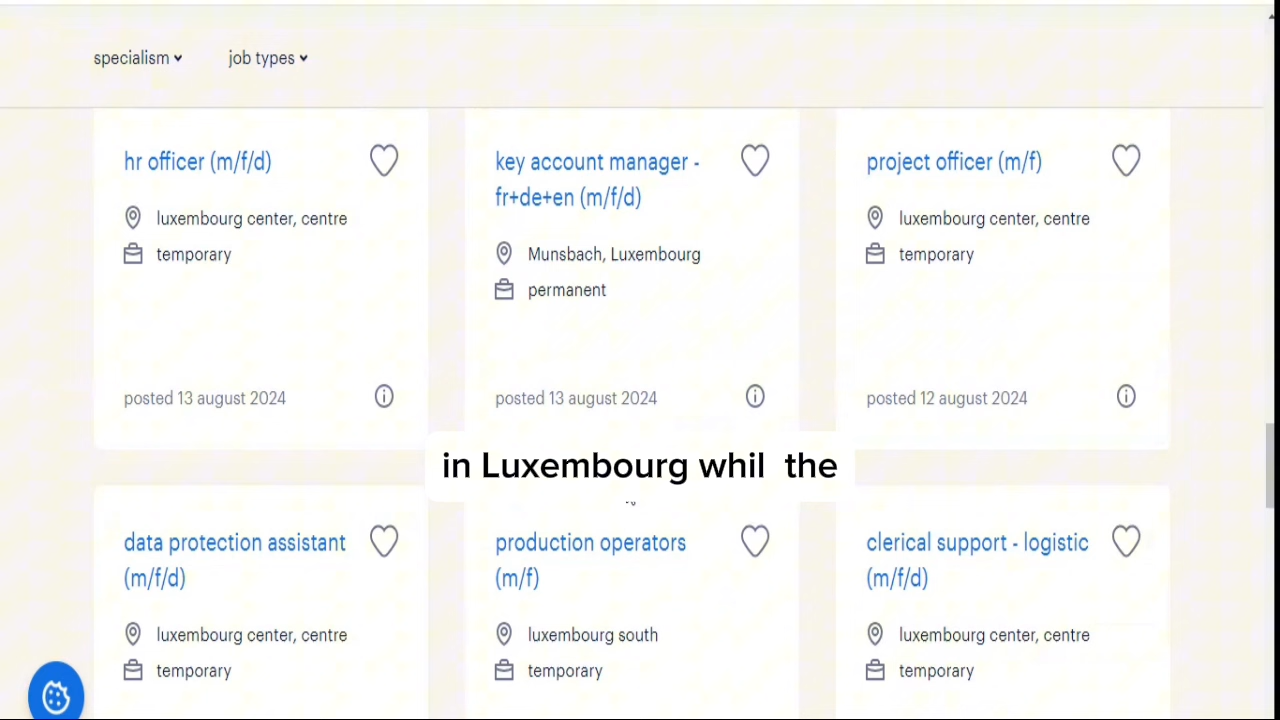 specialism
job types
hr officer (m/f/d)
luxembourg center, centre
temporary
posted 13 august 2024
key account manager -
fr+de+en (m/f/d)
Munsbach, Luxembourg
permanent
posted 13 august 2024
project officer (m/f)
luxembourg center, centre
temporary
posted 12 august 2024
in Luxembourg whil the
data protection assistant
(m/f/d)
luxembourg center, centre
temporary
production operators
(m/f)
luxembourg south
temporary
clerical support - logistic
(m/f/d)
luxembourg center, centre
temporary